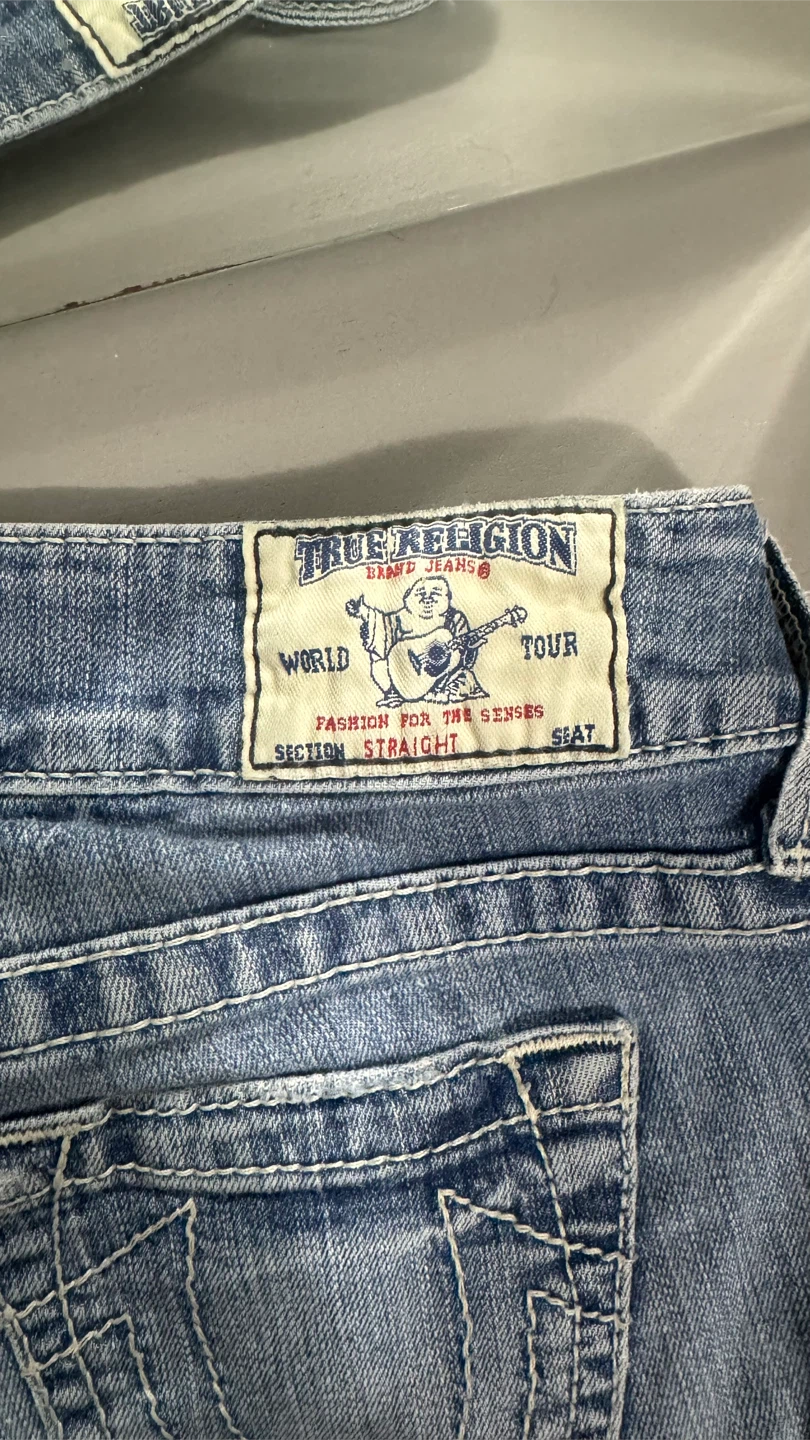 TRUE RELIGION
BRAND JEANS®
WORLD TOUR
FASHION FOR THE SENSES
SECTION STRAIGHT SEAT